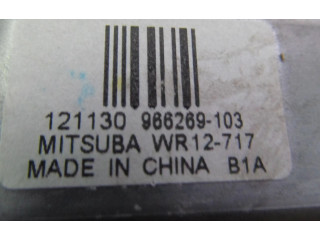 121130 966269-103
MITSUBA WR12-717
MADE IN CHINA B1A